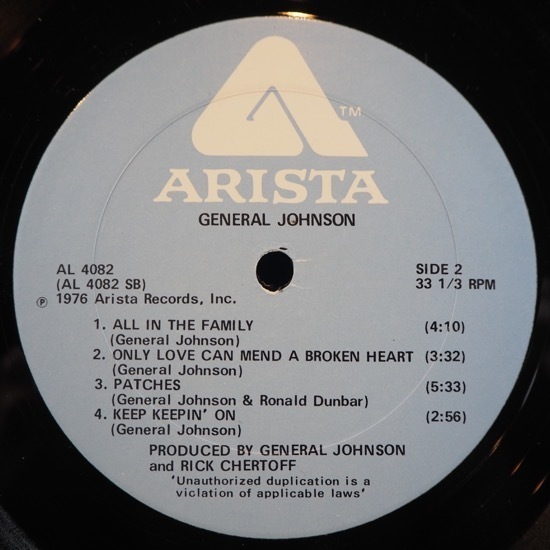 TM
ARISTA
GENERAL JOHNSON
AL 4082 SIDE 2
(AL 4082 SB) 33 1/3 RPM
℗ 1976 Arista Records, Inc.
1. ALL IN THE FAMILY (4:10)
(General Johnson)
2. ONLY LOVE CAN MEND A BROKEN HEART (3:32)
(General Johnson)
3. PATCHES (5:33)
(General Johnson & Ronald Dunbar)
4. KEEP KEEPIN' ON (2:56)
(General Johnson)
PRODUCED BY GENERAL JOHNSON
and RICK CHERTOFF
'Unauthorized duplication is a
violation of applicable laws'